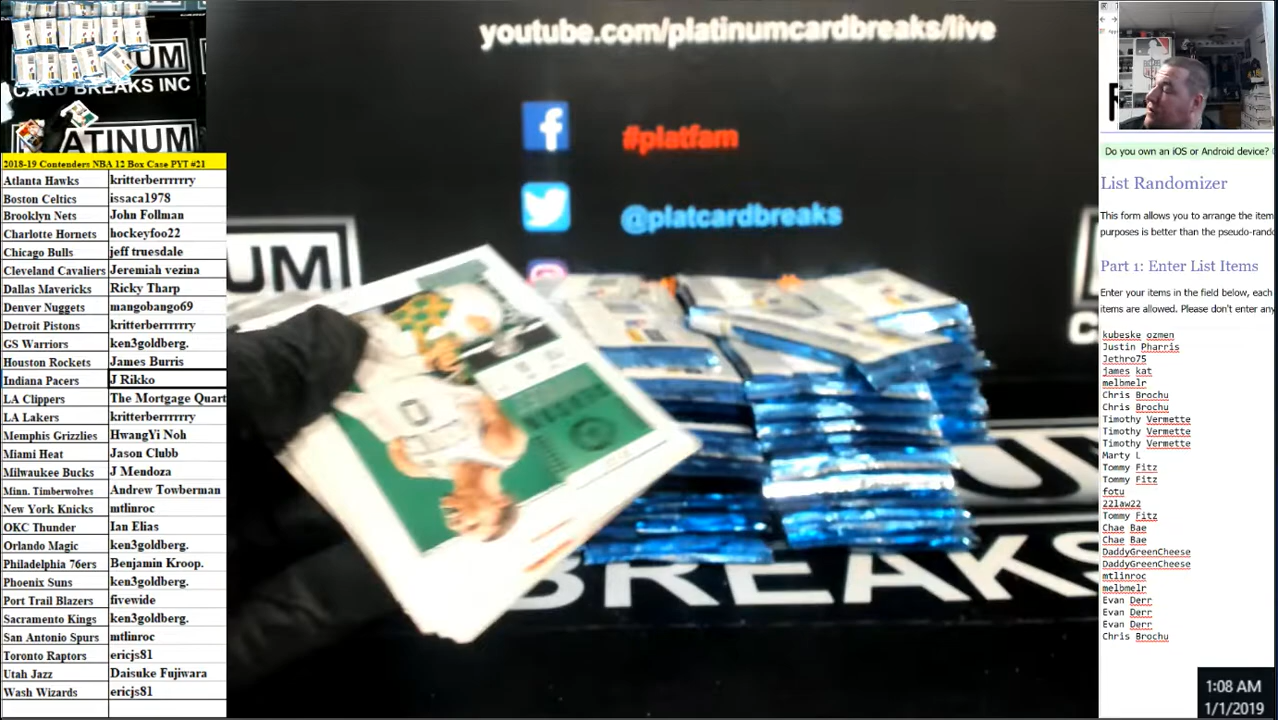 youtube.com/platinumcardbreaks/live
#platfam
@platcardbreaks
UM
CARD BREAKS INC
ATINUM
UM
BREAKS
2018-19 Contenders NBA 12 Box Case PYT #21
Atlanta Hawks kritterberrrrrry
Boston Celtics issaca1978
Brooklyn Nets John Follman
Charlotte Hornets hockeyfoo22
Chicago Bulls jeff truesdale
Cleveland Cavaliers Jeremiah vezina
Dallas Mavericks Ricky Tharp
Denver Nuggets mangobango69
Detroit Pistons kritterberrrrrry
GS Warriors ken3goldberg.
Houston Rockets James Burris
Indiana Pacers J Rikko
LA Clippers The Mortgage Quart
LA Lakers kritterberrrrrry
Memphis Grizzlies HwangYi Noh
Miami Heat Jason Clubb
Milwaukee Bucks J Mendoza
Minn. Timberwolves Andrew Towberman
New York Knicks mtlinroc
OKC Thunder Ian Elias
Orlando Magic ken3goldberg.
Philadelphia 76ers Benjamin Kroop.
Phoenix Suns ken3goldberg.
Port Trail Blazers fivewide
Sacramento Kings ken3goldberg.
San Antonio Spurs mtlinroc
Toronto Raptors ericjs81
Utah Jazz Daisuke Fujiwara
Wash Wizards ericjs81
Do you own an iOS or Android device?
List Randomizer
This form allows you to arrange the item
purposes is better than the pseudo-rando
Part 1: Enter List Items
Enter your items in the field below, each
items are allowed. Please don't enter any
kubeske ozmen
Justin Pharris
Jethro75
james kat
melbmelr
Chris Brochu
Chris Brochu
Timothy Vermette
Timothy Vermette
Timothy Vermette
Marty L
Tommy Fitz
Tommy Fitz
fotu
22law22
Tommy Fitz
Chae Bae
Chae Bae
DaddyGreenCheese
DaddyGreenCheese
mtlinroc
melbmelr
Evan Derr
Evan Derr
Evan Derr
Chris Brochu
1:08 AM
1/1/2019